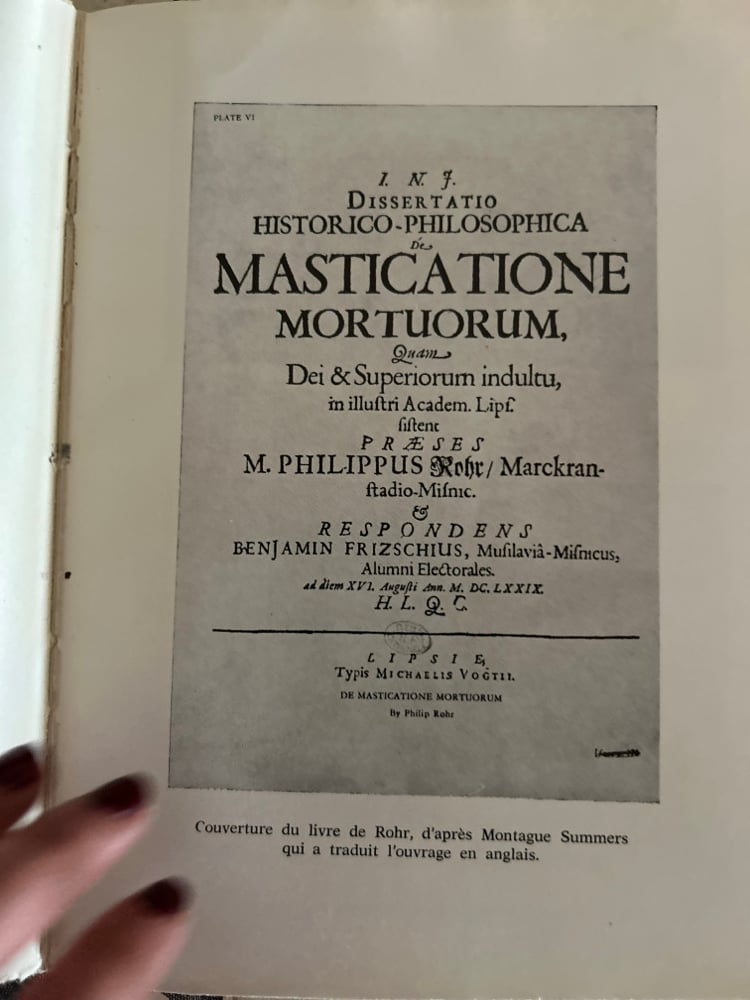 PLATE VI
I. N. J.
DISSERTATIO
HISTORICO-PHILOSOPHICA
De
MASTICATIONE
MORTUORUM,
Quam
Dei & Superiorum indultu,
in illuſtri Academ. Lipſ.
ſiſtent
PRÆSES
M. PHILIPPUS Rohr/ Marckran-
ſtadio-Miſnic.
&
RESPONDENS
BENJAMIN FRIZSCHIUS, Muſilaviâ-Miſnicus,
Alumni Electorales.
ad diem XVI. Auguſti Ann. M. DC. LXXIX.
H. L. Q. C.
LIPSIÆ,
Typis MICHAELIS VOGTII.
DE MASTICATIONE MORTUORUM
By Philip Rohr
Couverture du livre de Rohr, d'après Montague Summers
qui a traduit l'ouvrage en anglais.